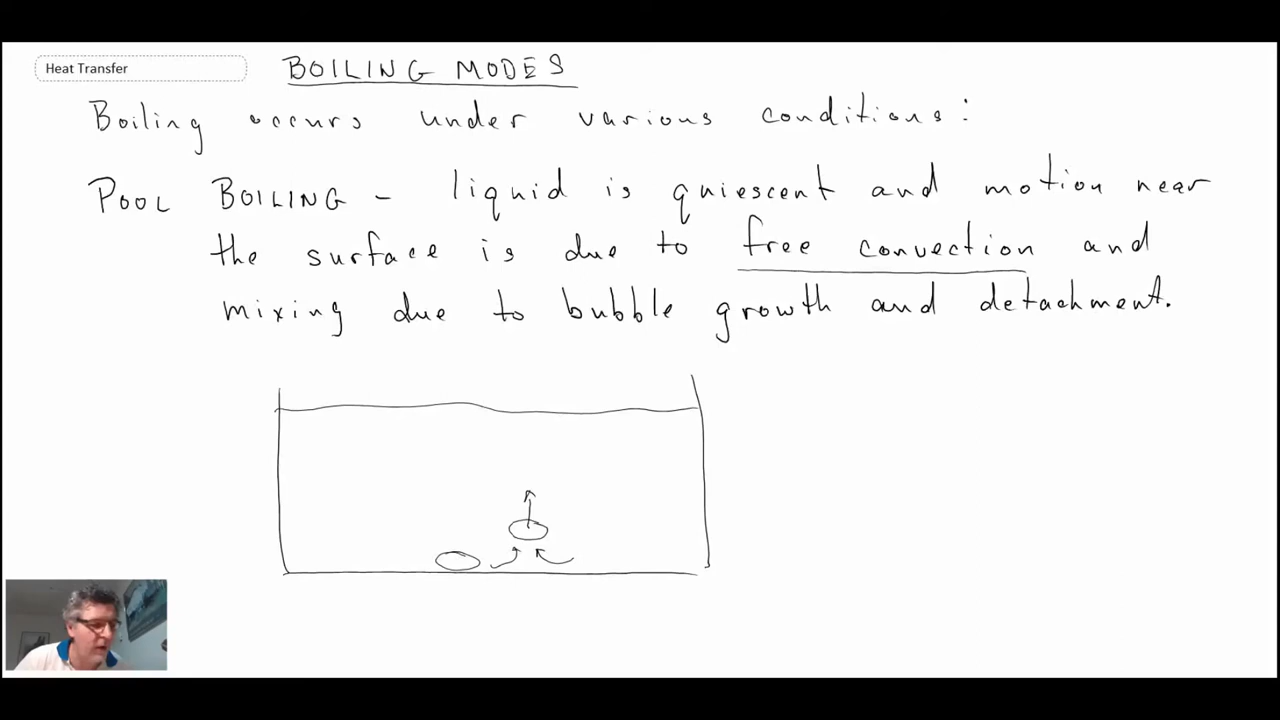 Heat Transfer
BOILING MODES
Boiling occurs under various conditions:
POOL BOILING - liquid is quiescent and motion near
the surface is due to free convection and
mixing due to bubble growth and detachment.